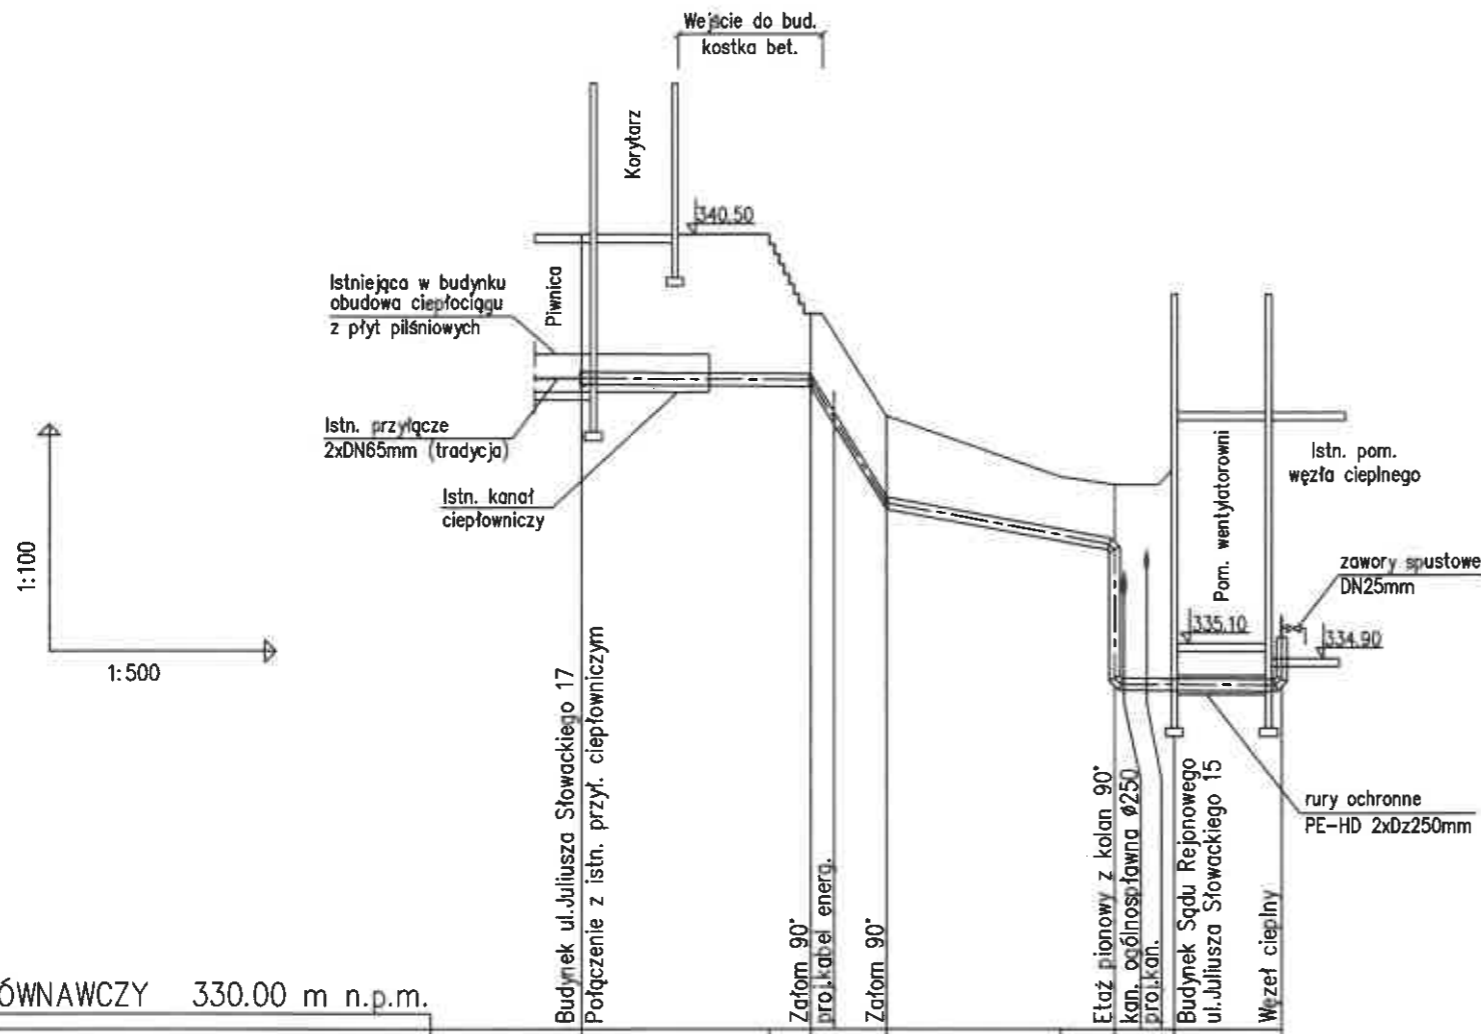 Wejście do bud.
kostka bet.
Korytarz
340.50
Istniejąca w budynku
obudowa ciepłociągu
z płyt pilśniowych
Piwnica
Istn. przyłącze
2xDN65mm (tradycja)
Istn. kanał
ciepłowniczy
1:100
1:500
Pom. wentylatorowni
Istn. pom.
węzła cieplnego
zawory spustowe
DN25mm
335.10
334.90
rury ochronne
PE-HD 2xDz250mm
Budynek ul.Juliusza Słowackiego 17
Połączenie z istn. przył. ciepłowniczym
Załom 90°
proj.kabel energ.
Załom 90°
Etaż pionowy z kolan 90°
kan. ogólnospławna ø250
proj.kan.
Budynek Sądu Rejonowego
ul.Juliusza Słowackiego 15
Węzeł cieplny
ÓWNAWCZY 330.00 m n.p.m.